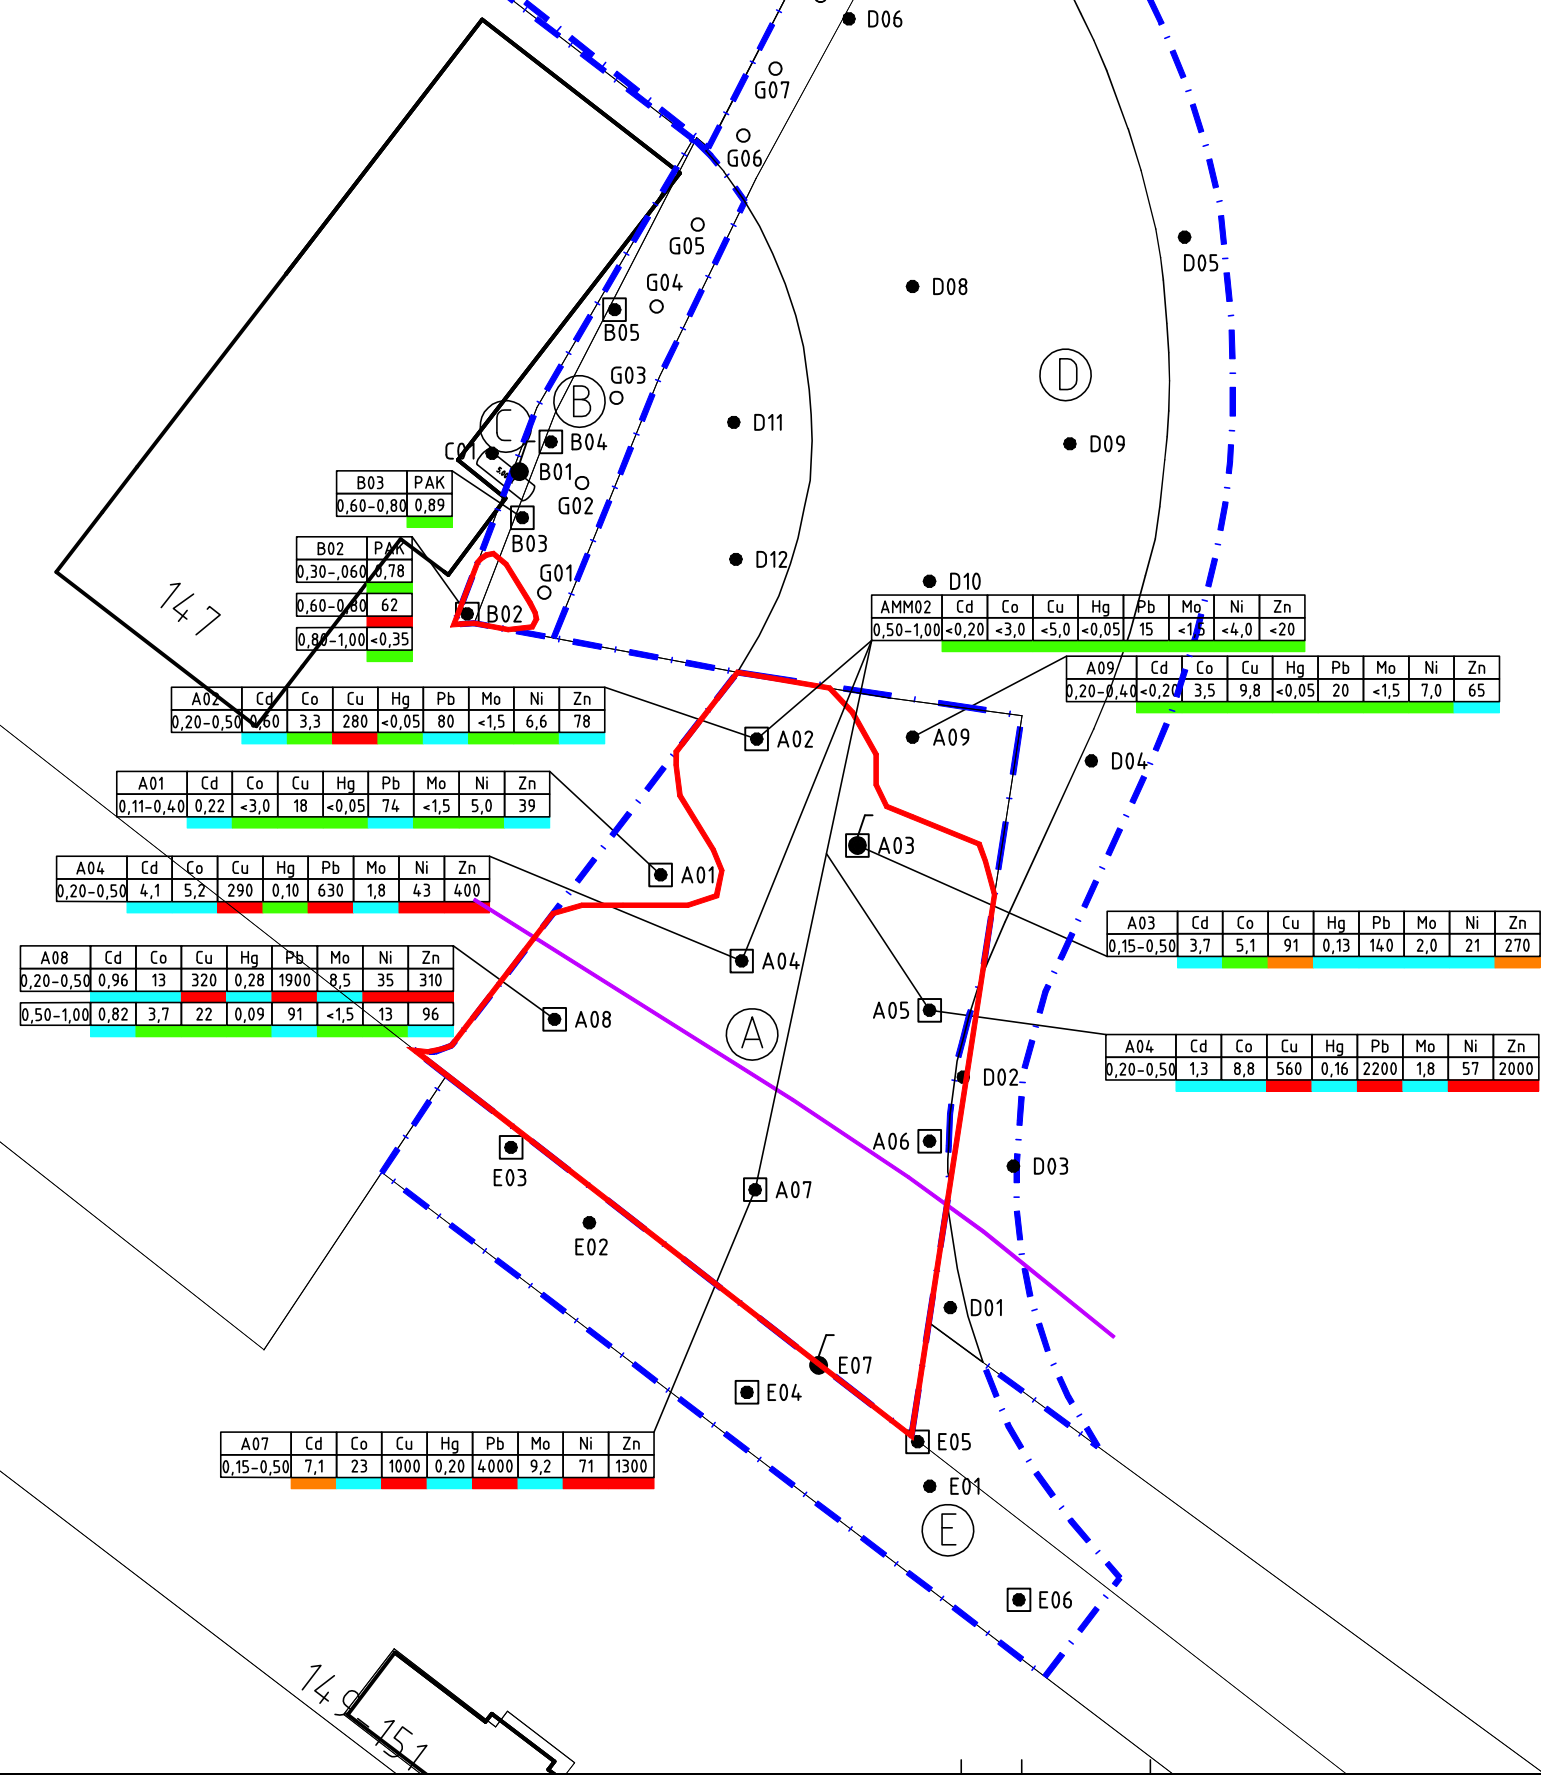 D06
G07
G06
G05
D05
G04
D08
B05
G03
D
B
C
D11
C01
B04
D09
B01
G02
B03 PAK
0,60-0,80 0,89
B03
B02 PAK
0,30-,060 0,78
0,60-0,80 62
0,80-1,00 <0,35
D12
G01
D10
147
B02
AMM02 Cd Co Cu Hg Pb Mo Ni Zn
0,50-1,00 <0,20 <3,0 <5,0 <0,05 15 <1,5 <4,0 <20
A09 Cd Co Cu Hg Pb Mo Ni Zn
0,20-0,40 <0,20 3,5 9,8 <0,05 20 <1,5 7,0 65
A02 Cd Co Cu Hg Pb Mo Ni Zn
0,20-0,50 0,60 3,3 280 <0,05 80 <1,5 6,6 78
A02
A09
D04
A01 Cd Co Cu Hg Pb Mo Ni Zn
0,11-0,40 0,22 <3,0 18 <0,05 74 <1,5 5,0 39
A03
A04 Cd Co Cu Hg Pb Mo Ni Zn
0,20-0,50 4,1 5,2 290 0,10 630 1,8 43 400
A01
A03 Cd Co Cu Hg Pb Mo Ni Zn
0,15-0,50 3,7 5,1 91 0,13 140 2,0 21 270
A08 Cd Co Cu Hg Pb Mo Ni Zn
0,20-0,50 0,96 13 320 0,28 1900 8,5 35 310
0,50-1,00 0,82 3,7 22 0,09 91 <1,5 13 96
A04
A05
A08
A
A04 Cd Co Cu Hg Pb Mo Ni Zn
0,20-0,50 1,3 8,8 560 0,16 2200 1,8 57 2000
D02
A06
D03
E03
A07
E02
D01
E07
E04
A07 Cd Co Cu Hg Pb Mo Ni Zn
0,15-0,50 7,1 23 1000 0,20 4000 9,2 71 1300
E05
E01
E
E06
149-151